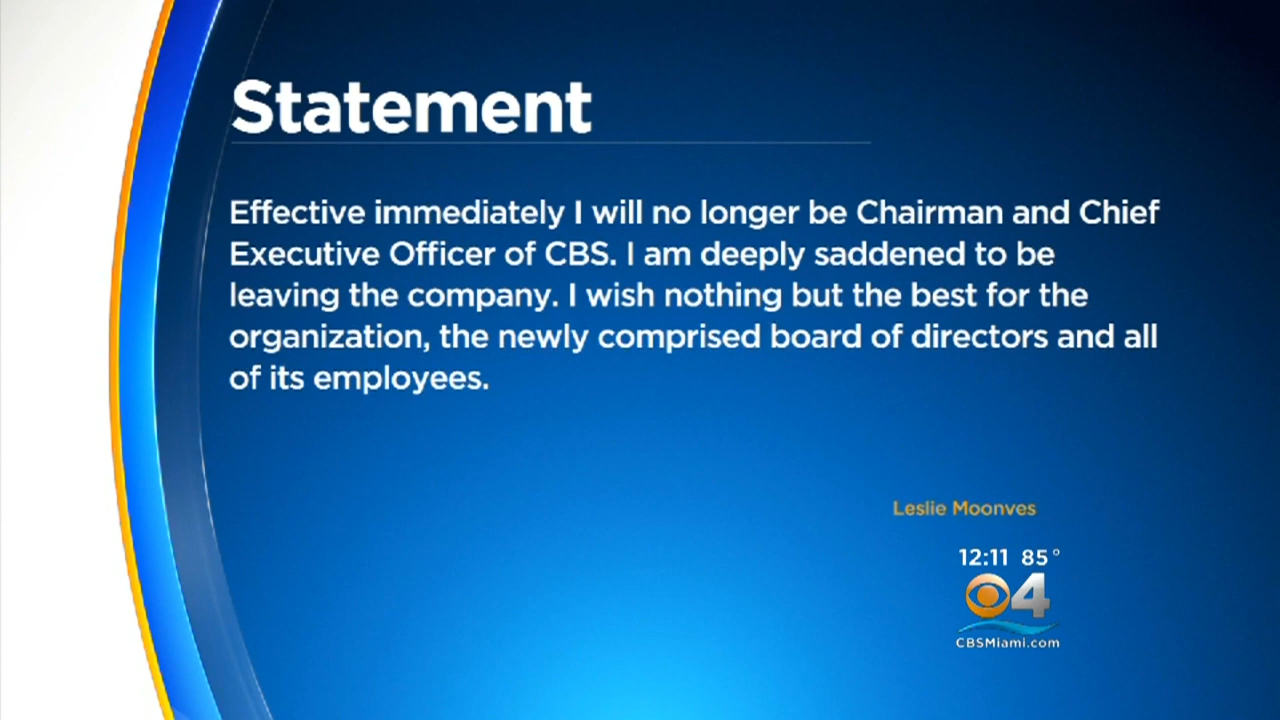 Statement
Effective immediately I will no longer be Chairman and Chief
Executive Officer of CBS. I am deeply saddened to be
leaving the company. I wish nothing but the best for the
organization, the newly comprised board of directors and all
of its employees.
Leslie Moonves
12:11 85°
4
CBSMiami.com